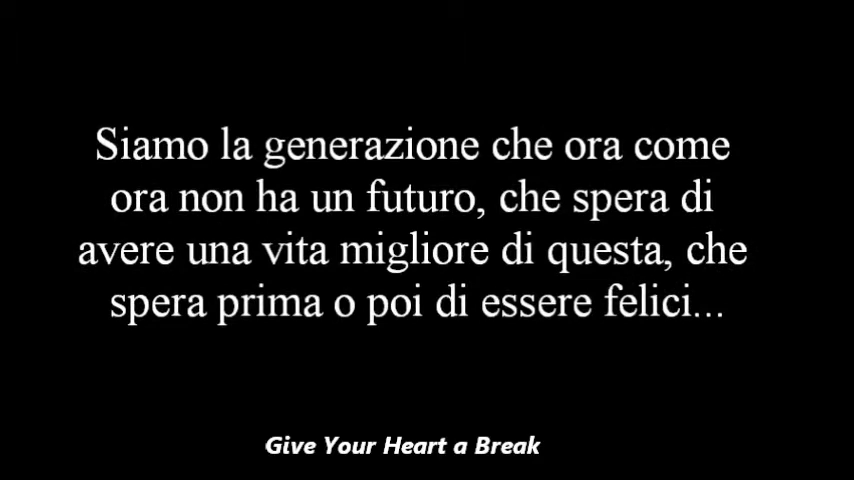 Siamo la generazione che ora come
ora non ha un futuro, che spera di
avere una vita migliore di questa, che
spera prima o poi di essere felici...
Give Your Heart a Break